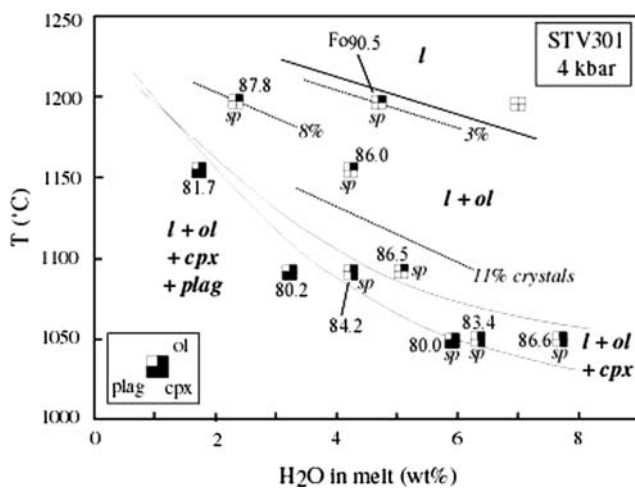 Fo90.5
l
STV301
4 kbar
1200
87.8
sp
8%
sp
3%
86.0
sp
1150
81.7
l + ol
T (°C)
l + ol
+ cpx
+ plag
1100
86.5
sp
11% crystals
80.2
sp
84.2
1050
83.4
80.0
86.6
sp
sp
sp
l + ol
+ cpx
ol
plag
cpx
1000
0
2
4
6
8
H2O in melt (wt%)